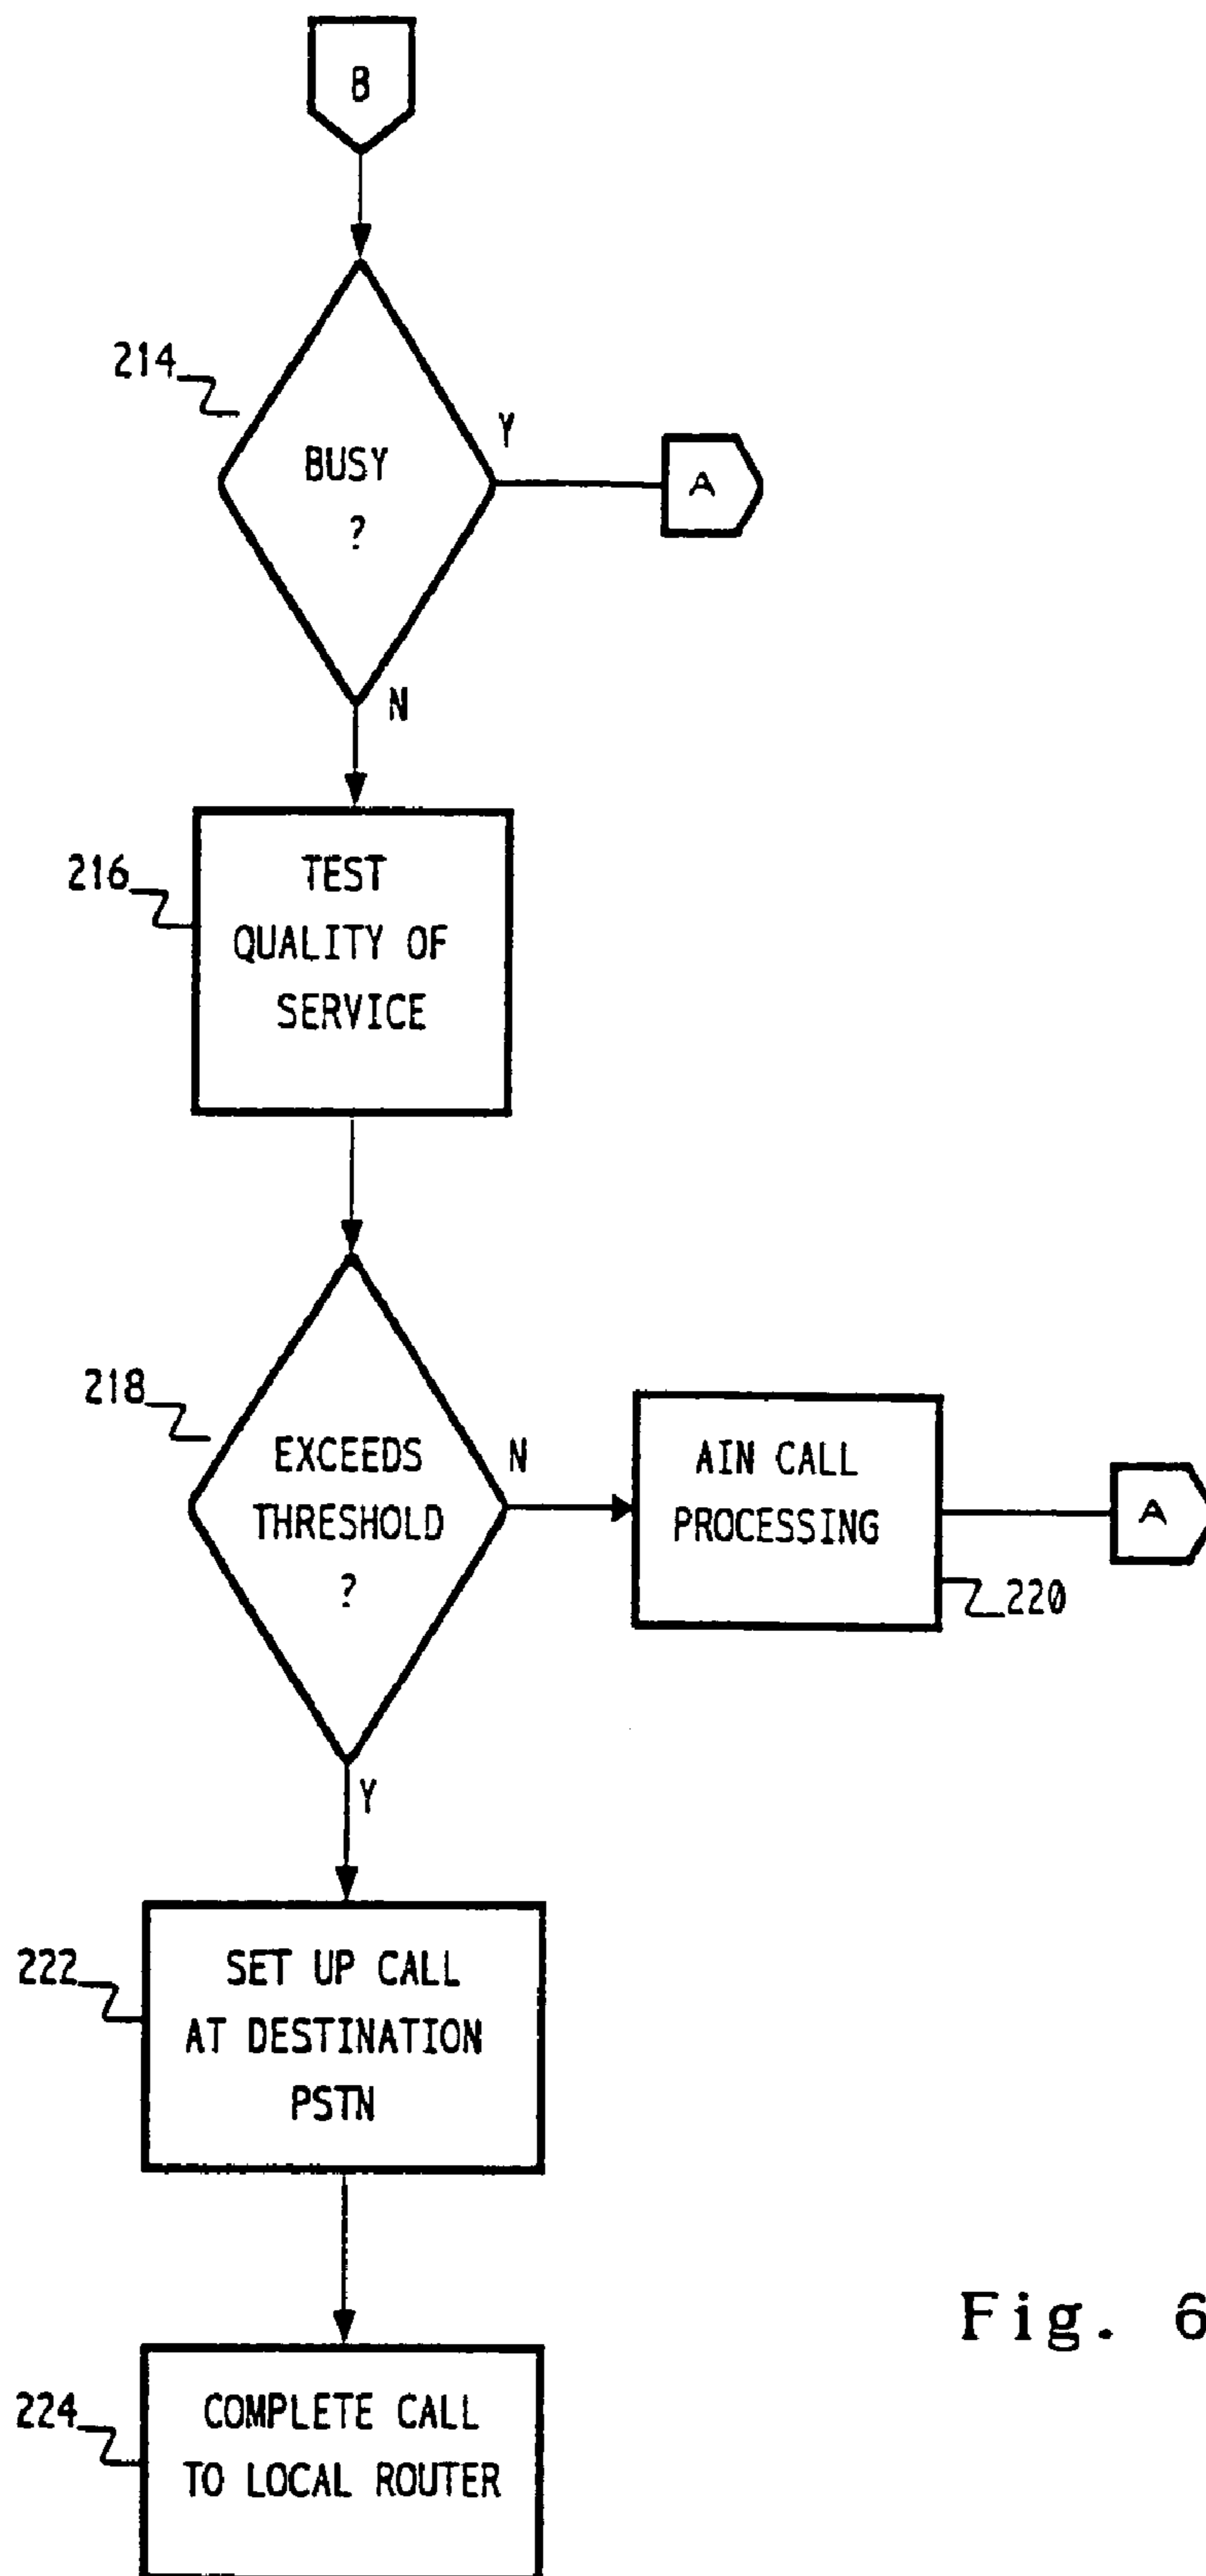 B
214
BUSY
?
Y
A
N
216
TEST
QUALITY OF
SERVICE
218
EXCEEDS
THRESHOLD
?
N
AIN CALL
PROCESSING
A
220
Y
222
SET UP CALL
AT DESTINATION
PSTN
Fig. 6
224
COMPLETE CALL
TO LOCAL ROUTER